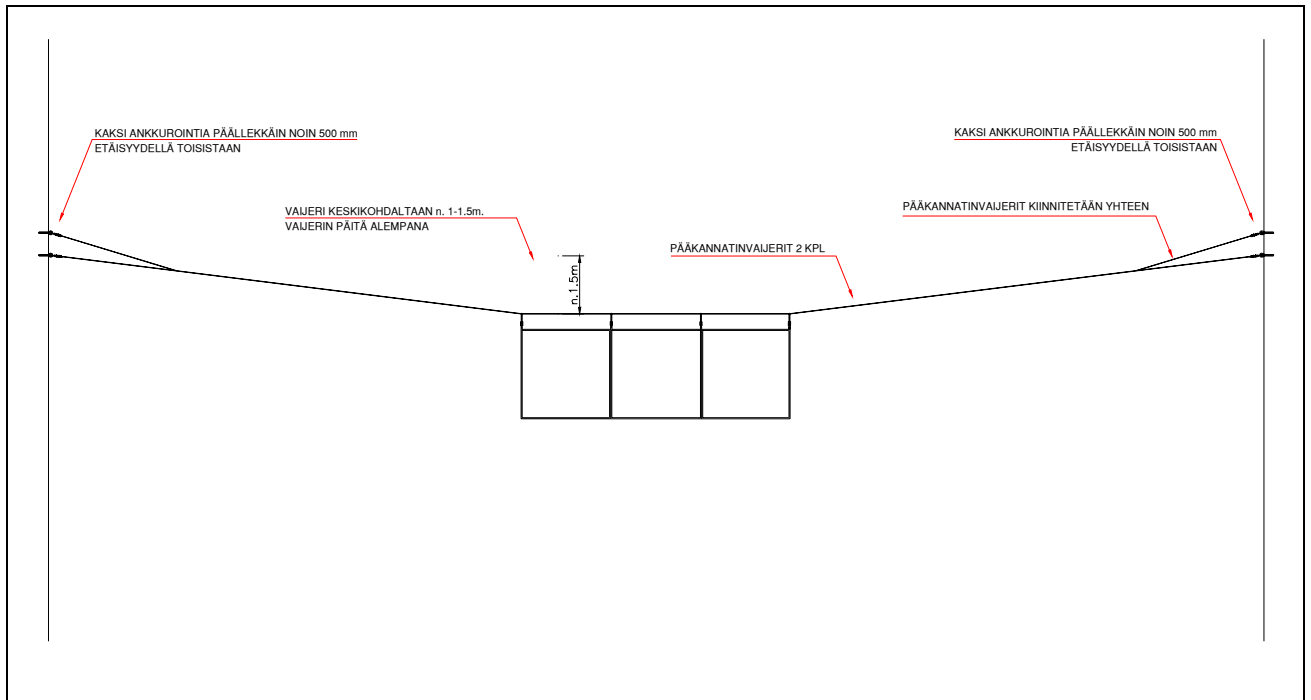 KAKSI ANKKUROINTIA PÄÄLLEKKÄIN NOIN 500 mm
ETÄISYYDELLÄ TOISISTAAN
KAKSI ANKKUROINTIA PÄÄLLEKKÄIN NOIN 500 mm
ETÄISYYDELLÄ TOISISTAAN
VAIJERI KESKIKOHDALTAAN n. 1-1.5m.
VAIJERIN PÄITÄ ALEMPANA
PÄÄKANNATINVAIJERIT KIINNITETÄÄN YHTEEN
PÄÄKANNATINVAIJERIT 2 KPL
n.1.5m